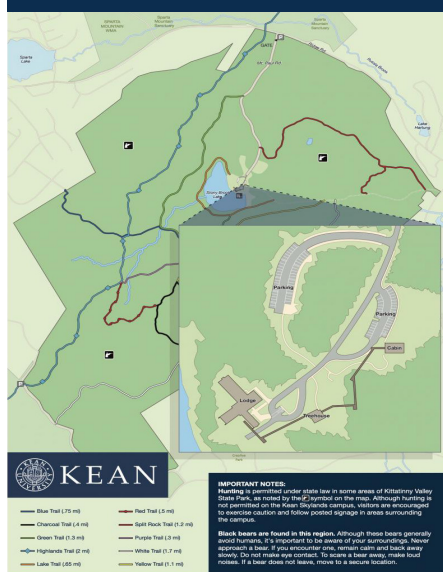 SPARTA
MOUNTAIN
WMA
Sparta
Mountain
Sanctuary
Sparta
Mountain
Sanctuary
GATE
Sparta
Lake
Lake
Hartung
Parking
Parking
Cabin
Lodge
Treehouse
KEAN
UNIVERSITY
KEAN
Blue Trail (.75 mi)
Charcoal Trail (.4 mi)
Green Trail (1.3 mi)
Highlands Trail (2 mi)
Lake Trail (.65 mi)
Red Trail (.5 mi)
Split Rock Trail (1.2 mi)
Purple Trail (.3 mi)
White Trail (1.7 mi)
Yellow Trail (1.1 mi)
IMPORTANT NOTES:
Hunting is permitted under state law in some areas of Kittatinny Valley
State Park, as noted by the symbol on the map. Although hunting is
not permitted on the Kean Skylands campus, visitors are encouraged
to exercise caution and follow posted signage in areas surrounding
the campus.
Black bears are found in this region. Although these bears generally
avoid humans, it's important to be aware of your surroundings. Never
approach a bear. If you encounter one, remain calm and back away
slowly. Do not make eye contact. To scare a bear away, make loud
noises. If a bear does not leave, move to a secure location.